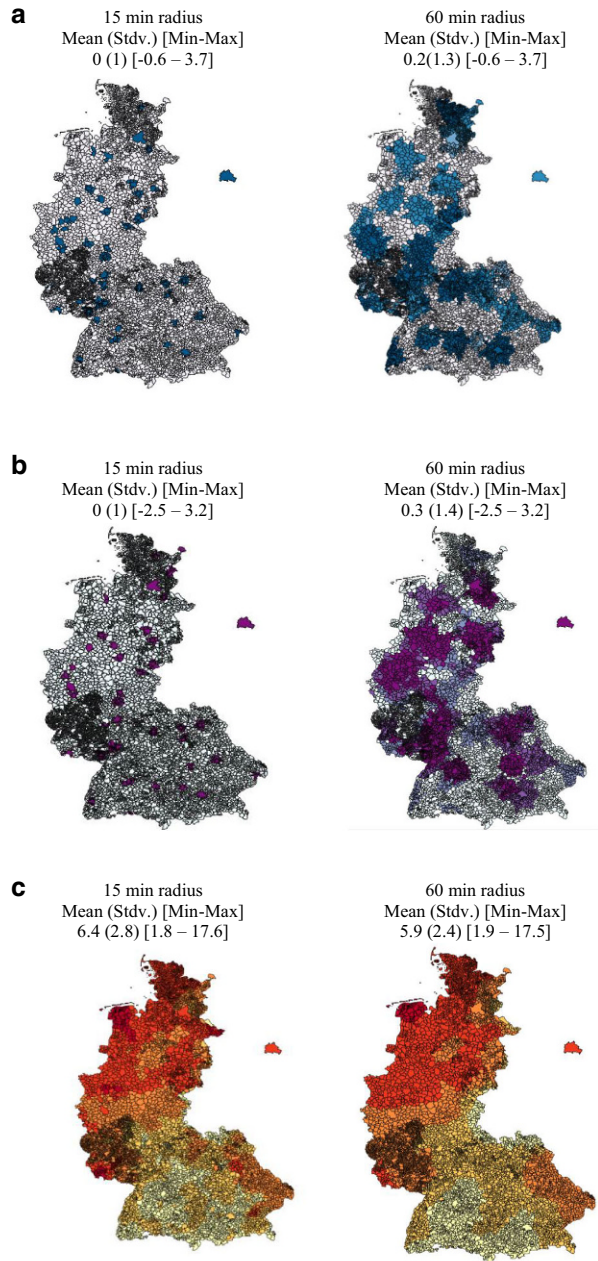 a
15 min radius
Mean (Stdv.) [Min-Max]
0 (1) [-0.6 – 3.7]
60 min radius
Mean (Stdv.) [Min-Max]
0.2(1.3) [-0.6 – 3.7]
b
15 min radius
Mean (Stdv.) [Min-Max]
0 (1) [-2.5 – 3.2]
60 min radius
Mean (Stdv.) [Min-Max]
0.3 (1.4) [-2.5 – 3.2]
c
15 min radius
Mean (Stdv.) [Min-Max]
6.4 (2.8) [1.8 – 17.6]
60 min radius
Mean (Stdv.) [Min-Max]
5.9 (2.4) [1.9 – 17.5]